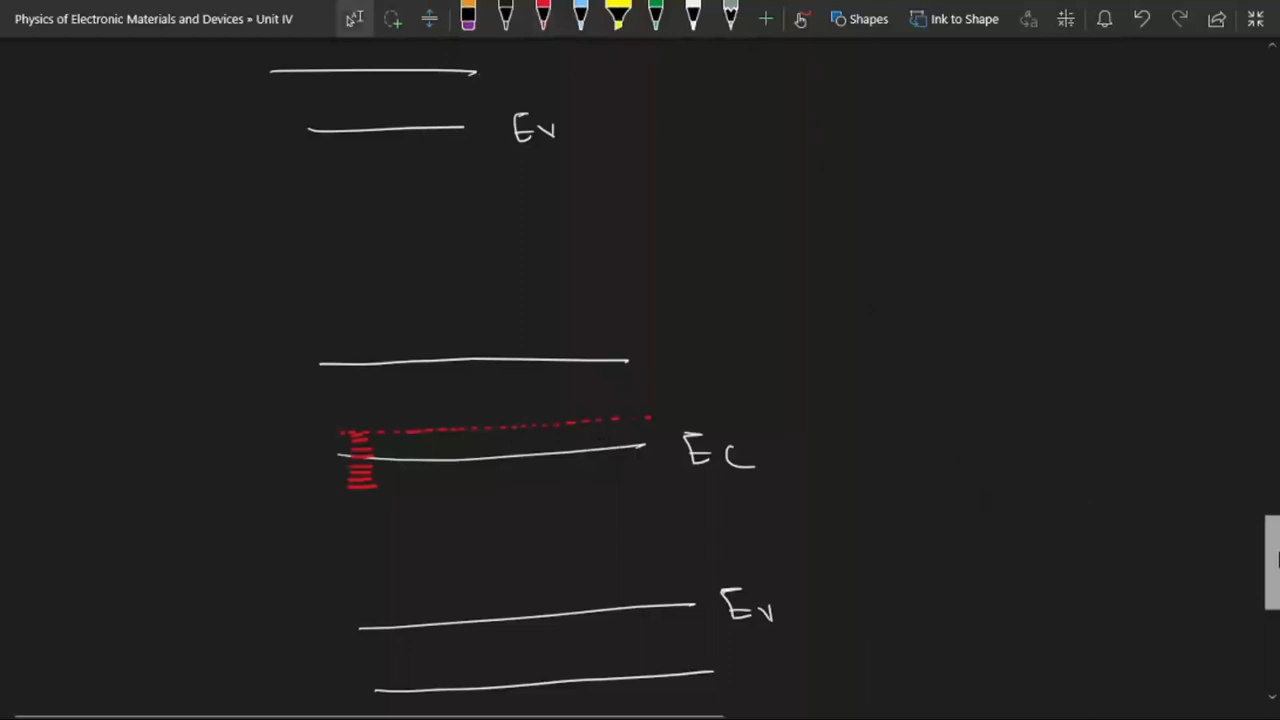 Physics of Electronic Materials and Devices » Unit IV
Shapes
Ink to Shape
Ev
Ec
Ev